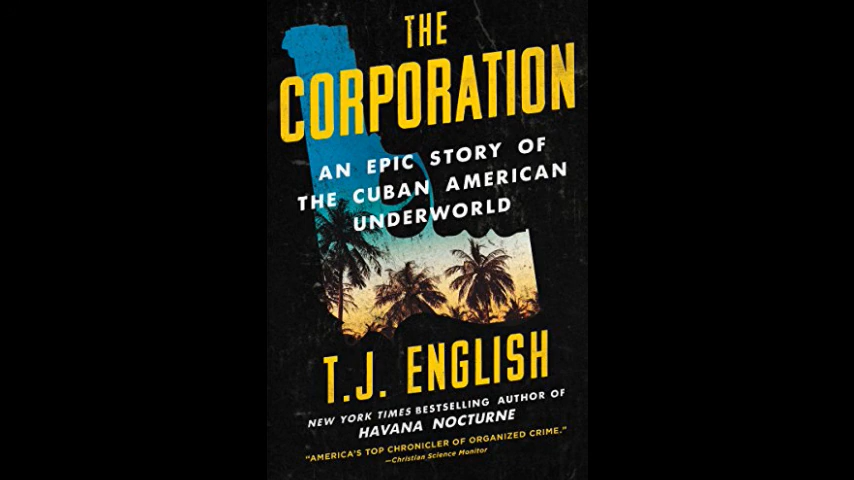 THE
CORPORATION
AN EPIC STORY OF
THE CUBAN AMERICAN
UNDERWORLD
T.J. ENGLISH
NEW YORK TIMES BESTSELLING AUTHOR OF
HAVANA NOCTURNE
"AMERICA'S TOP CHRONICLER OF ORGANIZED CRIME."
—Christian Science Monitor